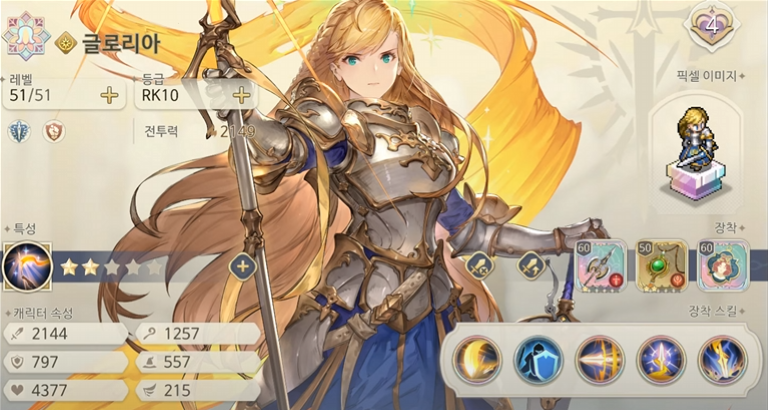 글로리아
4
레벨
등급
51/51
RK10
픽셀 이미지
전투력
2149
특성
장착
60
50
60
캐릭터 속성
장착 스킬
2144
1257
797
557
4377
215